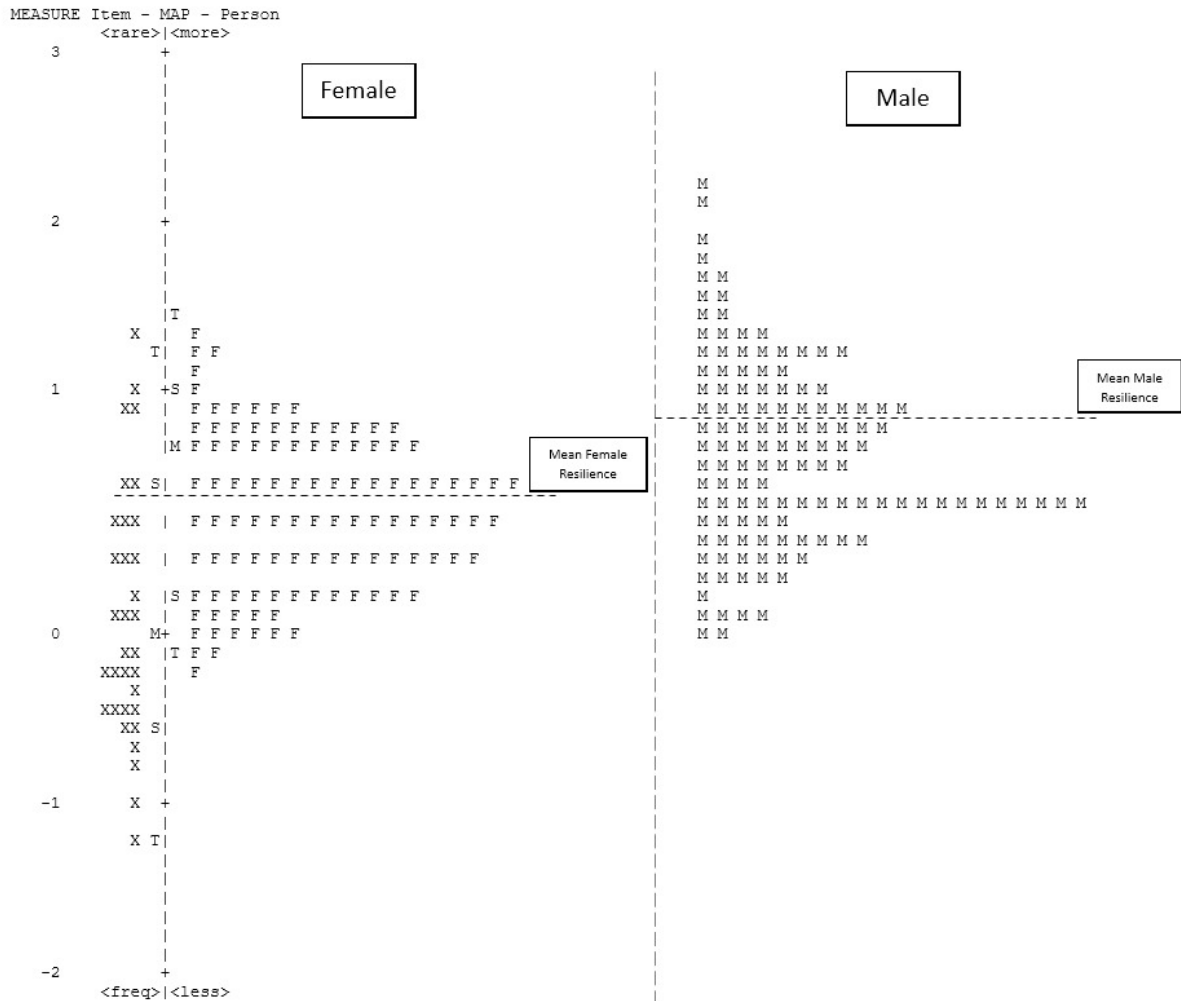 MEASURE Item - MAP - Person
<rare>|<more>
3 +
Female
Male
M
M
2 +
M
M
M M
M M
|T M M
X | F M M M M
T| F F M M M M M M M M
| F M M M M M
1 X +S F M M M M M M M
Mean Male
Resilience
XX | F F F F F F M M M M M M M M M M M
| F F F F F F F F F F F M M M M M M M M M M
|M F F F F F F F F F F F F M M M M M M M M M
Mean Female
Resilience
M M M M M M M M
XX S| F F F F F F F F F F F F F F F F F M M M M
M M M M M M M M M M M M M M M M M M M M
XXX | F F F F F F F F F F F F F F F F M M M M M
M M M M M M M M M
XXX | F F F F F F F F F F F F F F F M M M M M M
M M M M M
X |S F F F F F F F F F F F F M
XXX | F F F F F M M M M
0 M+ F F F F F F M M
XX |T F F
XXXX | F
X |
XXXX |
XX S|
X |
X |
-1 X +
X T|
-2 +
<freq>|<less>